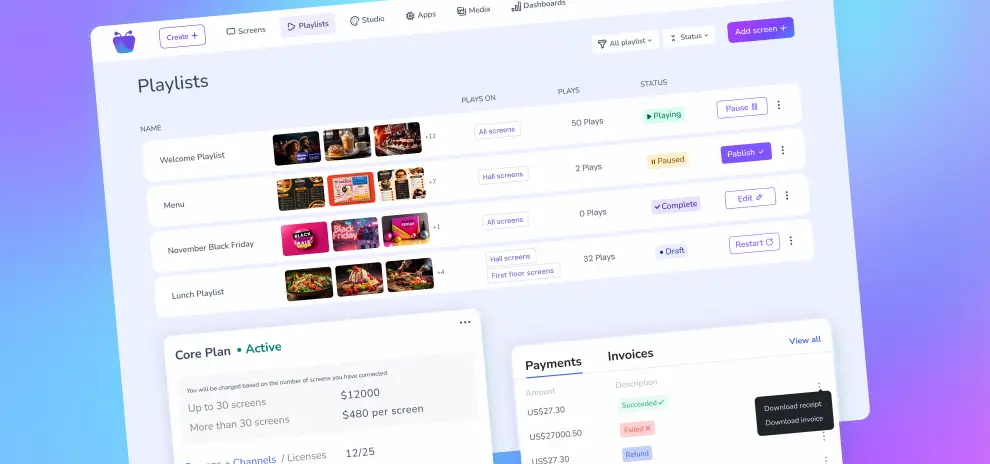 Create +
Screens
Playlists
Studio
Apps
Media
Dashboards
Playlists
All playlist
Status
Add screen +
NAME
PLAYS ON
PLAYS
STATUS
Welcome Playlist
+12
All screens
50 Plays
Playing
Pause
Menu
+7
Hall screens
2 Plays
Paused
Pablish
November Black Friday
BLACK
Black Friday
+1
All screens
0 Plays
Complete
Edit
Lunch Playlist
+4
Hall screens
First floor screens
32 Plays
Draft
Restart
Core Plan • Active
You will be charged based on the number of screens you have connected.
Up to 30 screens $12000
More than 30 screens $480 per screen
+ Channels / Licenses 12/25
Payments Invoices View all
Amount Description
US$27.30 Succeeded
US$27000.50 Failed
US$27.30 Refund
Download receipt
Download invoice